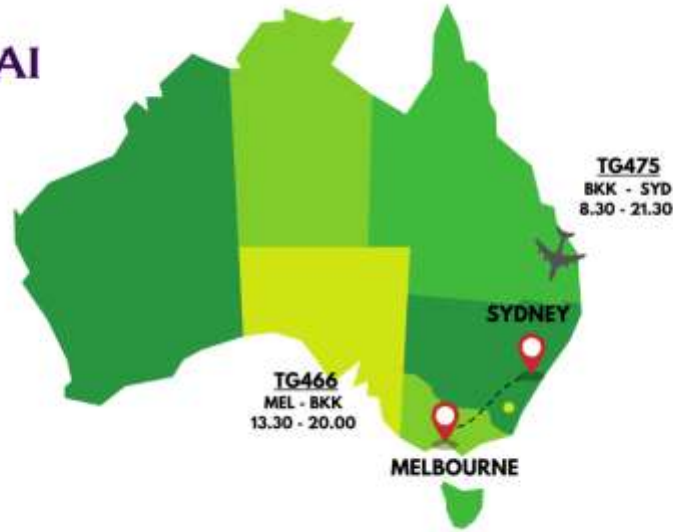 AI
TG475
BKK - SYD
8.30 - 21.30
SYDNEY
TG466
MEL - BKK
13.30 - 20.00
MELBOURNE